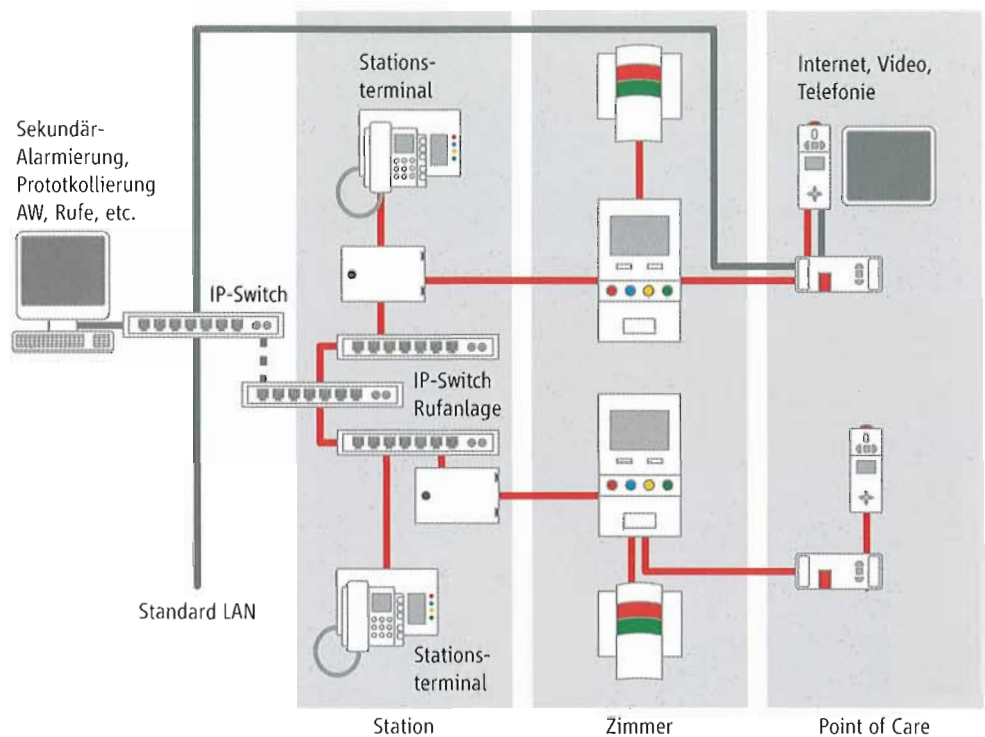 Sekundär-
Alarmierung,
Prototkollierung
AW, Rufe, etc.
IP-Switch
Standard LAN
Stations-
terminal
IP-Switch
Rufanlage
Stations-
terminal
Internet, Video,
Telefonie
Station
Zimmer
Point of Care